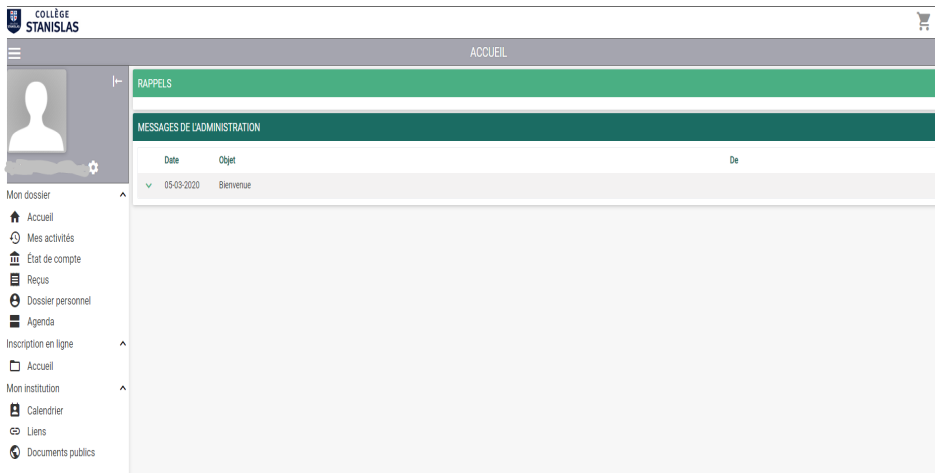 COLLÈGE
STANISLAS
ACCUEIL
RAPPELS
MESSAGES DE L'ADMINISTRATION
Date Objet De
05-03-2020 Bienvenue
Mon dossier
Accueil
Mes activités
État de compte
Reçus
Dossier personnel
Agenda
Inscription en ligne
Accueil
Mon institution
Calendrier
Liens
Documents publics